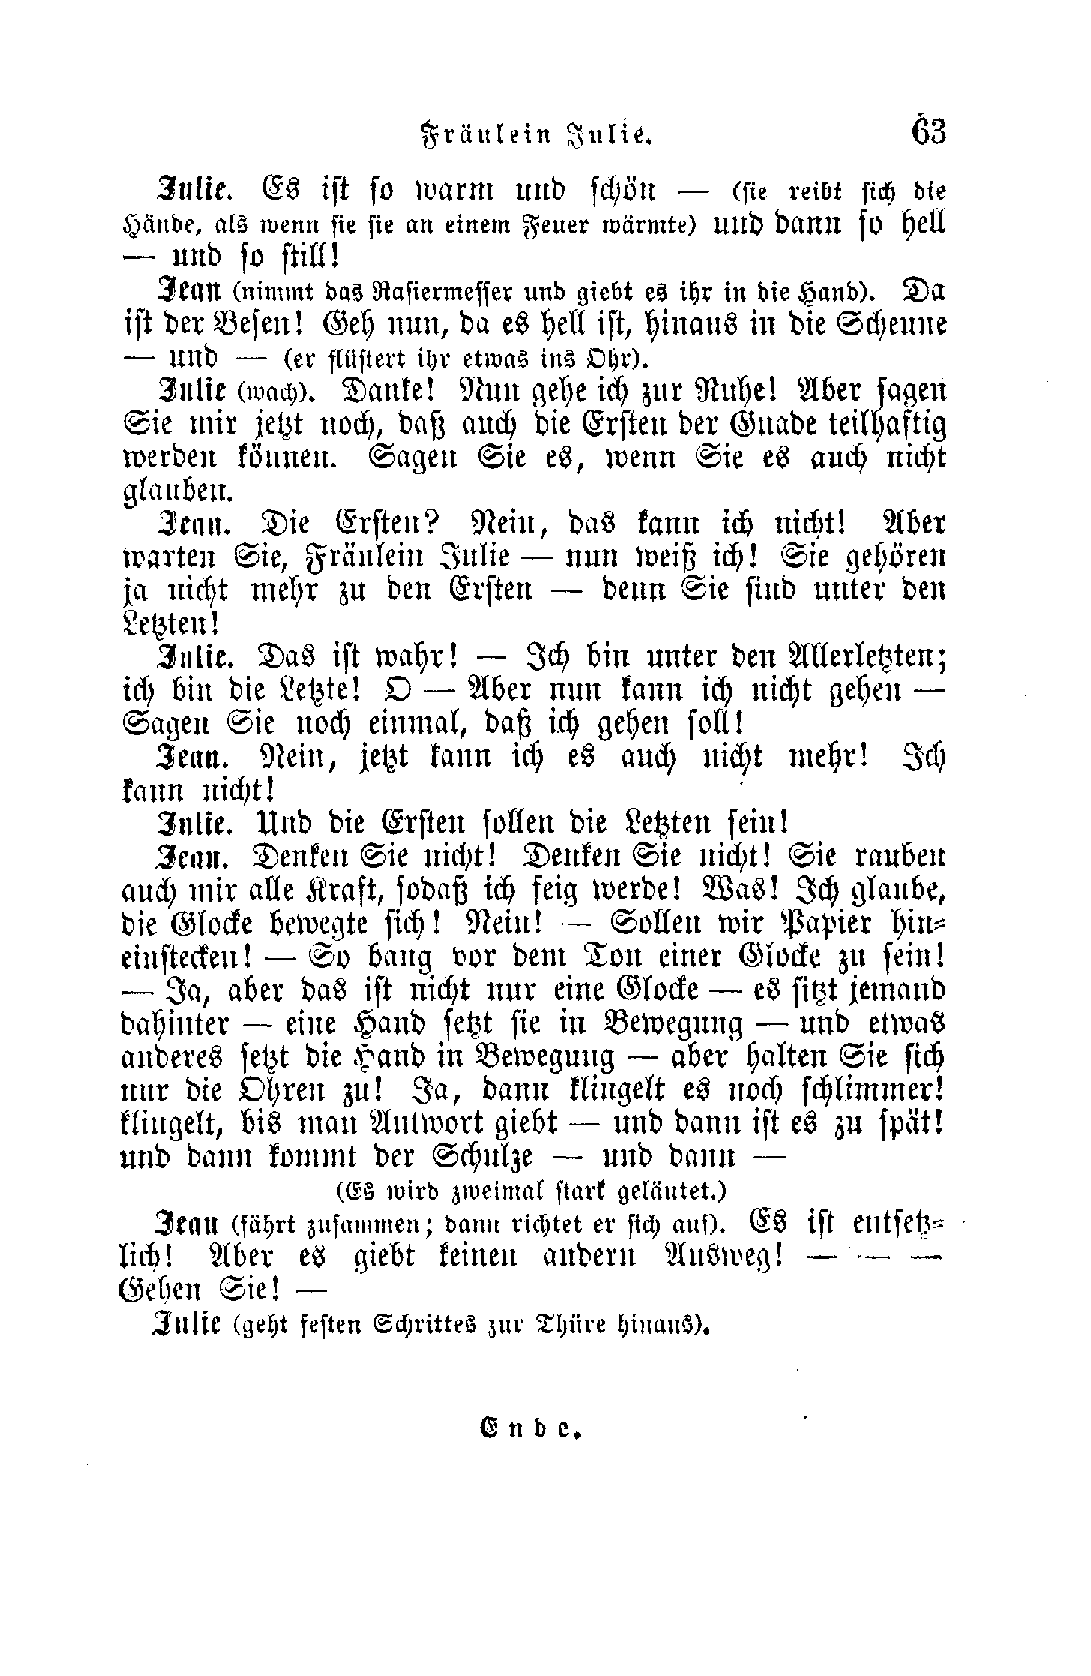 Fräulein Julie. 63
Julie. Es ist so warm und schön — (sie reibt sich die
Hände, als wenn sie sie an einem Feuer wärmte) und dann so hell
— und so still!
Jean (nimmt das Rasiermesser und giebt es ihr in die Hand). Da
ist der Besen! Geh nun, da es hell ist, hinaus in die Scheune
— und — (er flüstert ihr etwas ins Ohr).
Julie (wach). Danke! Nun gehe ich zur Ruhe! Aber sagen
Sie mir jetzt noch, daß auch die Ersten der Gnade teilhaftig
werden können. Sagen Sie es, wenn Sie es auch nicht
glauben.
Jean. Die Ersten? Nein, das kann ich nicht! Aber
warten Sie, Fräulein Julie — nun weiß ich! Sie gehören
ja nicht mehr zu den Ersten — denn Sie sind unter den
Letzten!
Julie. Das ist wahr! — Ich bin unter den Allerletzten;
ich bin die Letzte! O — Aber nun kann ich nicht gehen —
Sagen Sie noch einmal, daß ich gehen soll!
Jean. Nein, jetzt kann ich es auch nicht mehr! Ich
kann nicht!
Julie. Und die Ersten sollen die Letzten sein!
Jean. Denken Sie nicht! Denken Sie nicht! Sie rauben
auch mir alle Kraft, sodaß ich feig werde! Was! Ich glaube,
die Glocke bewegte sich! Nein! — Sollen wir Papier hin-
einstecken! — So bang vor dem Ton einer Glocke zu sein!
— Ja, aber das ist nicht nur eine Glocke — es sitzt jemand
dahinter — eine Hand setzt sie in Bewegung — und etwas
anderes setzt die Hand in Bewegung — aber halten Sie sich
nur die Ohren zu! Ja, dann klingelt es noch schlimmer!
klingelt, bis man Antwort giebt — und dann ist es zu spät!
und dann kommt der Schulze — und dann —
(Es wird zweimal stark geläutet.)
Jean (fährt zusammen; dann richtet er sich auf). Es ist entsetz-
lich! Aber es giebt keinen andern Ausweg! — — —
Gehen Sie! —
Julie (geht festen Schrittes zur Thüre hinaus).
Ende.